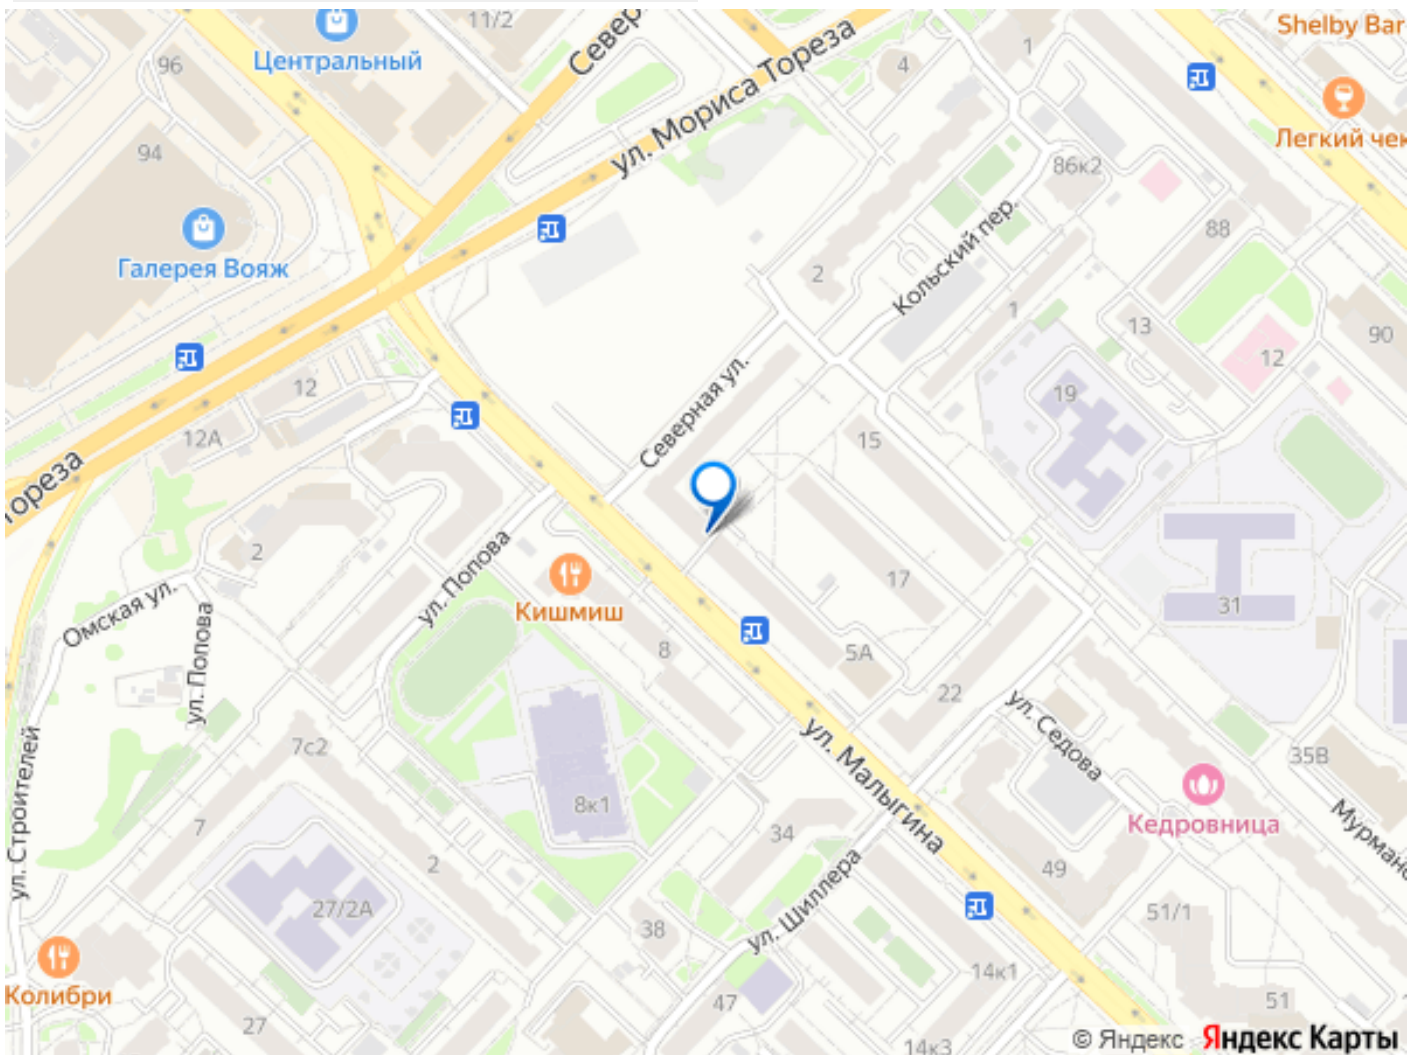 11/2
Север
Shelby Bar
Центральный
96
ул. Мориса Тореза
4
1
Легкий чек
94
86к2
Галерея Вояж
88
2
Кольский пер.
1
13
90
12
12
Северная ул.
19
12А
15
Тореза
2
ул. Попова
17
Кишмиш
31
Омская ул.
ул. Попова
8
5А
22
ул. Седова
7с2
ул. Малыгина
35В
ул. Строителей
8к1
Кедровница
7
34
Мурманс
2
49
27/2А
ул. Шиллера
51/1
38
14к1
Колибри
47
51
27
14к3
© Яндекс Яндекс Карты